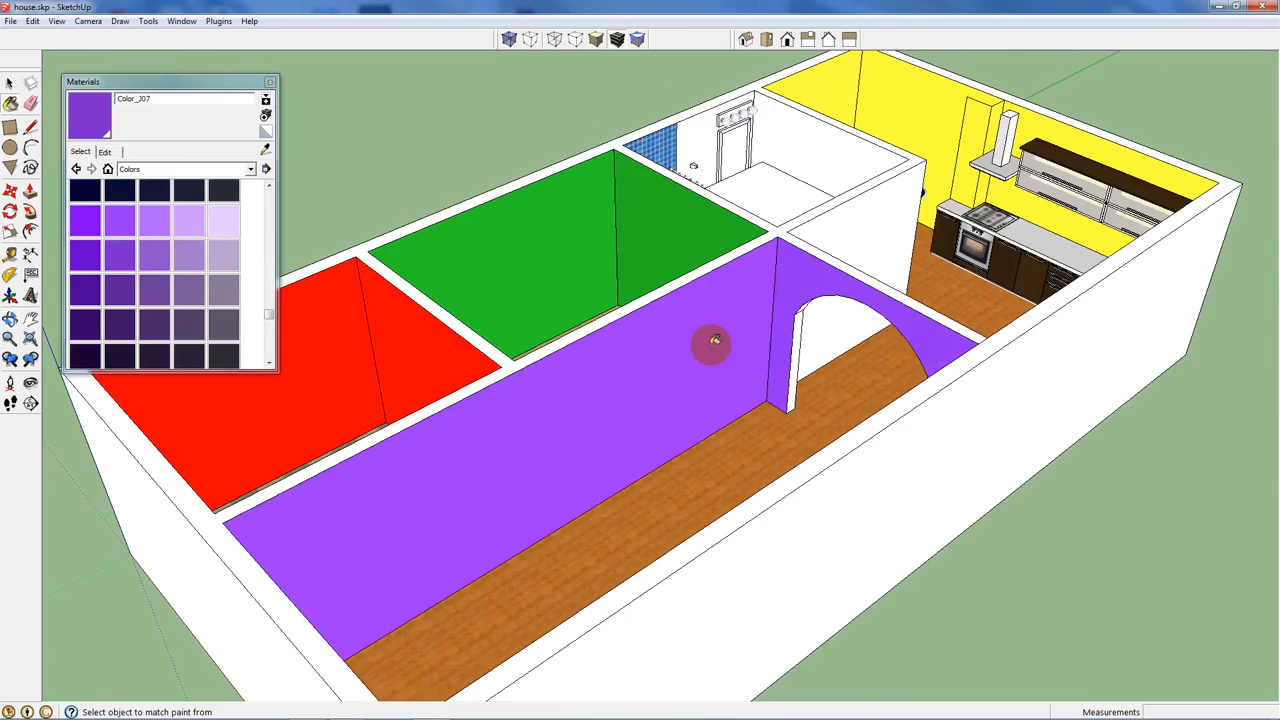 house.skp - SketchUp
File Edit View Camera Draw Tools Window Plugins Help
Materials
Color_J07
Select Edit
Colors
Select object to match paint from
Measurements